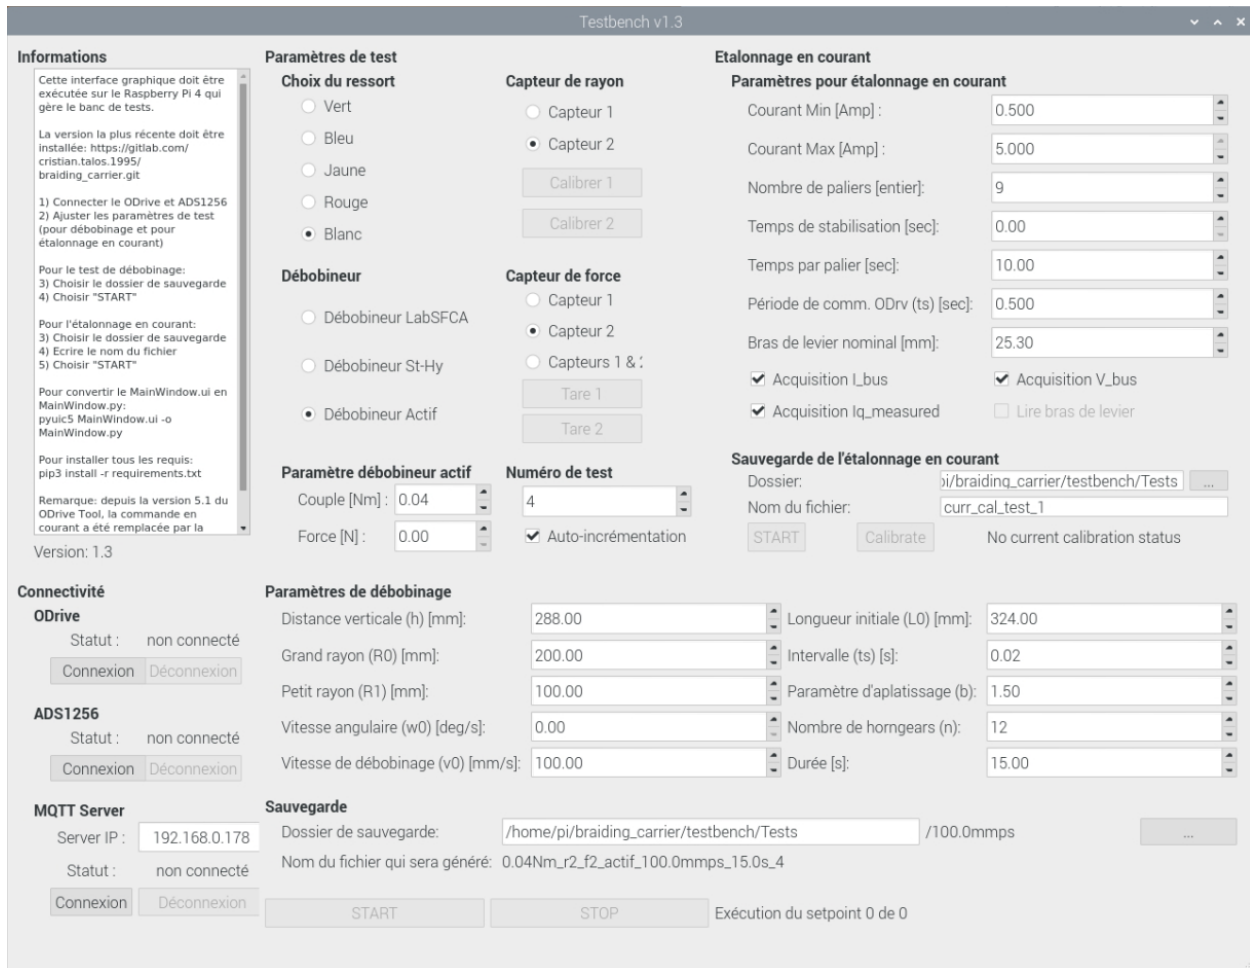 Testbench v1.3
Informations
Cette interface graphique doit être
exécutée sur le Raspberry Pi 4 qui
gère le banc de tests.
La version la plus récente doit être
installée: https://gitlab.com/
cristian.talos.1995/
braiding_carrier.git
1) Connecter le ODrive et ADS1256
2) Ajuster les paramètres de test
(pour débobinage et pour
étalonnage en courant)
Pour le test de débobinage:
3) Choisir le dossier de sauvegarde
4) Choisir "START"
Pour l'étalonnage en courant:
3) Choisir le dossier de sauvegarde
4) Ecrire le nom du fichier
5) Choisir "START"
Pour convertir le MainWindow.ui en
MainWindow.py:
pyuic5 MainWindow.ui -o
MainWindow.py
Pour installer tous les requis:
pip3 install -r requirements.txt
Remarque: depuis la version 5.1 du
ODrive Tool, la commande en
courant a été remplacée par la
Version: 1.3
Paramètres de test
Choix du ressort
Vert
Bleu
Jaune
Rouge
Blanc
Capteur de rayon
Capteur 1
Capteur 2
Calibrer 1
Calibrer 2
Débobineur
Débobineur LabSFCA
Débobineur St-Hy
Débobineur Actif
Capteur de force
Capteur 1
Capteur 2
Capteurs 1 & 2
Tare 1
Tare 2
Paramètre débobineur actif
Couple [Nm] : 0.04
Force [N] : 0.00
Numéro de test
4
Auto-incrémentation
Etalonnage en courant
Paramètres pour étalonnage en courant
Courant Min [Amp] : 0.500
Courant Max [Amp] : 5.000
Nombre de paliers [entier]: 9
Temps de stabilisation [sec]: 0.00
Temps par palier [sec]: 10.00
Période de comm. ODrv (ts) [sec]: 0.500
Bras de levier nominal [mm]: 25.30
Acquisition I_bus Acquisition V_bus
Acquisition Iq_measured Lire bras de levier
Sauvegarde de l'étalonnage en courant
Dossier: pi/braiding_carrier/testbench/Tests ...
Nom du fichier: curr_cal_test_1
START Calibrate No current calibration status
Connectivité
ODrive
Statut : non connecté
Connexion Déconnexion
ADS1256
Statut : non connecté
Connexion Déconnexion
MQTT Server
Server IP : 192.168.0.178
Statut : non connecté
Connexion Déconnexion
Paramètres de débobinage
Distance verticale (h) [mm]: 288.00 Longueur initiale (L0) [mm]: 324.00
Grand rayon (R0) [mm]: 200.00 Intervalle (ts) [s]: 0.02
Petit rayon (R1) [mm]: 100.00 Paramètre d'aplatissage (b): 1.50
Vitesse angulaire (w0) [deg/s]: 0.00 Nombre de horngears (n): 12
Vitesse de débobinage (v0) [mm/s]: 100.00 Durée [s]: 15.00
Sauvegarde
Dossier de sauvegarde: /home/pi/braiding_carrier/testbench/Tests /100.0mmps ...
Nom du fichier qui sera généré: 0.04Nm_r2_f2_actif_100.0mmps_15.0s_4
START STOP Exécution du setpoint 0 de 0